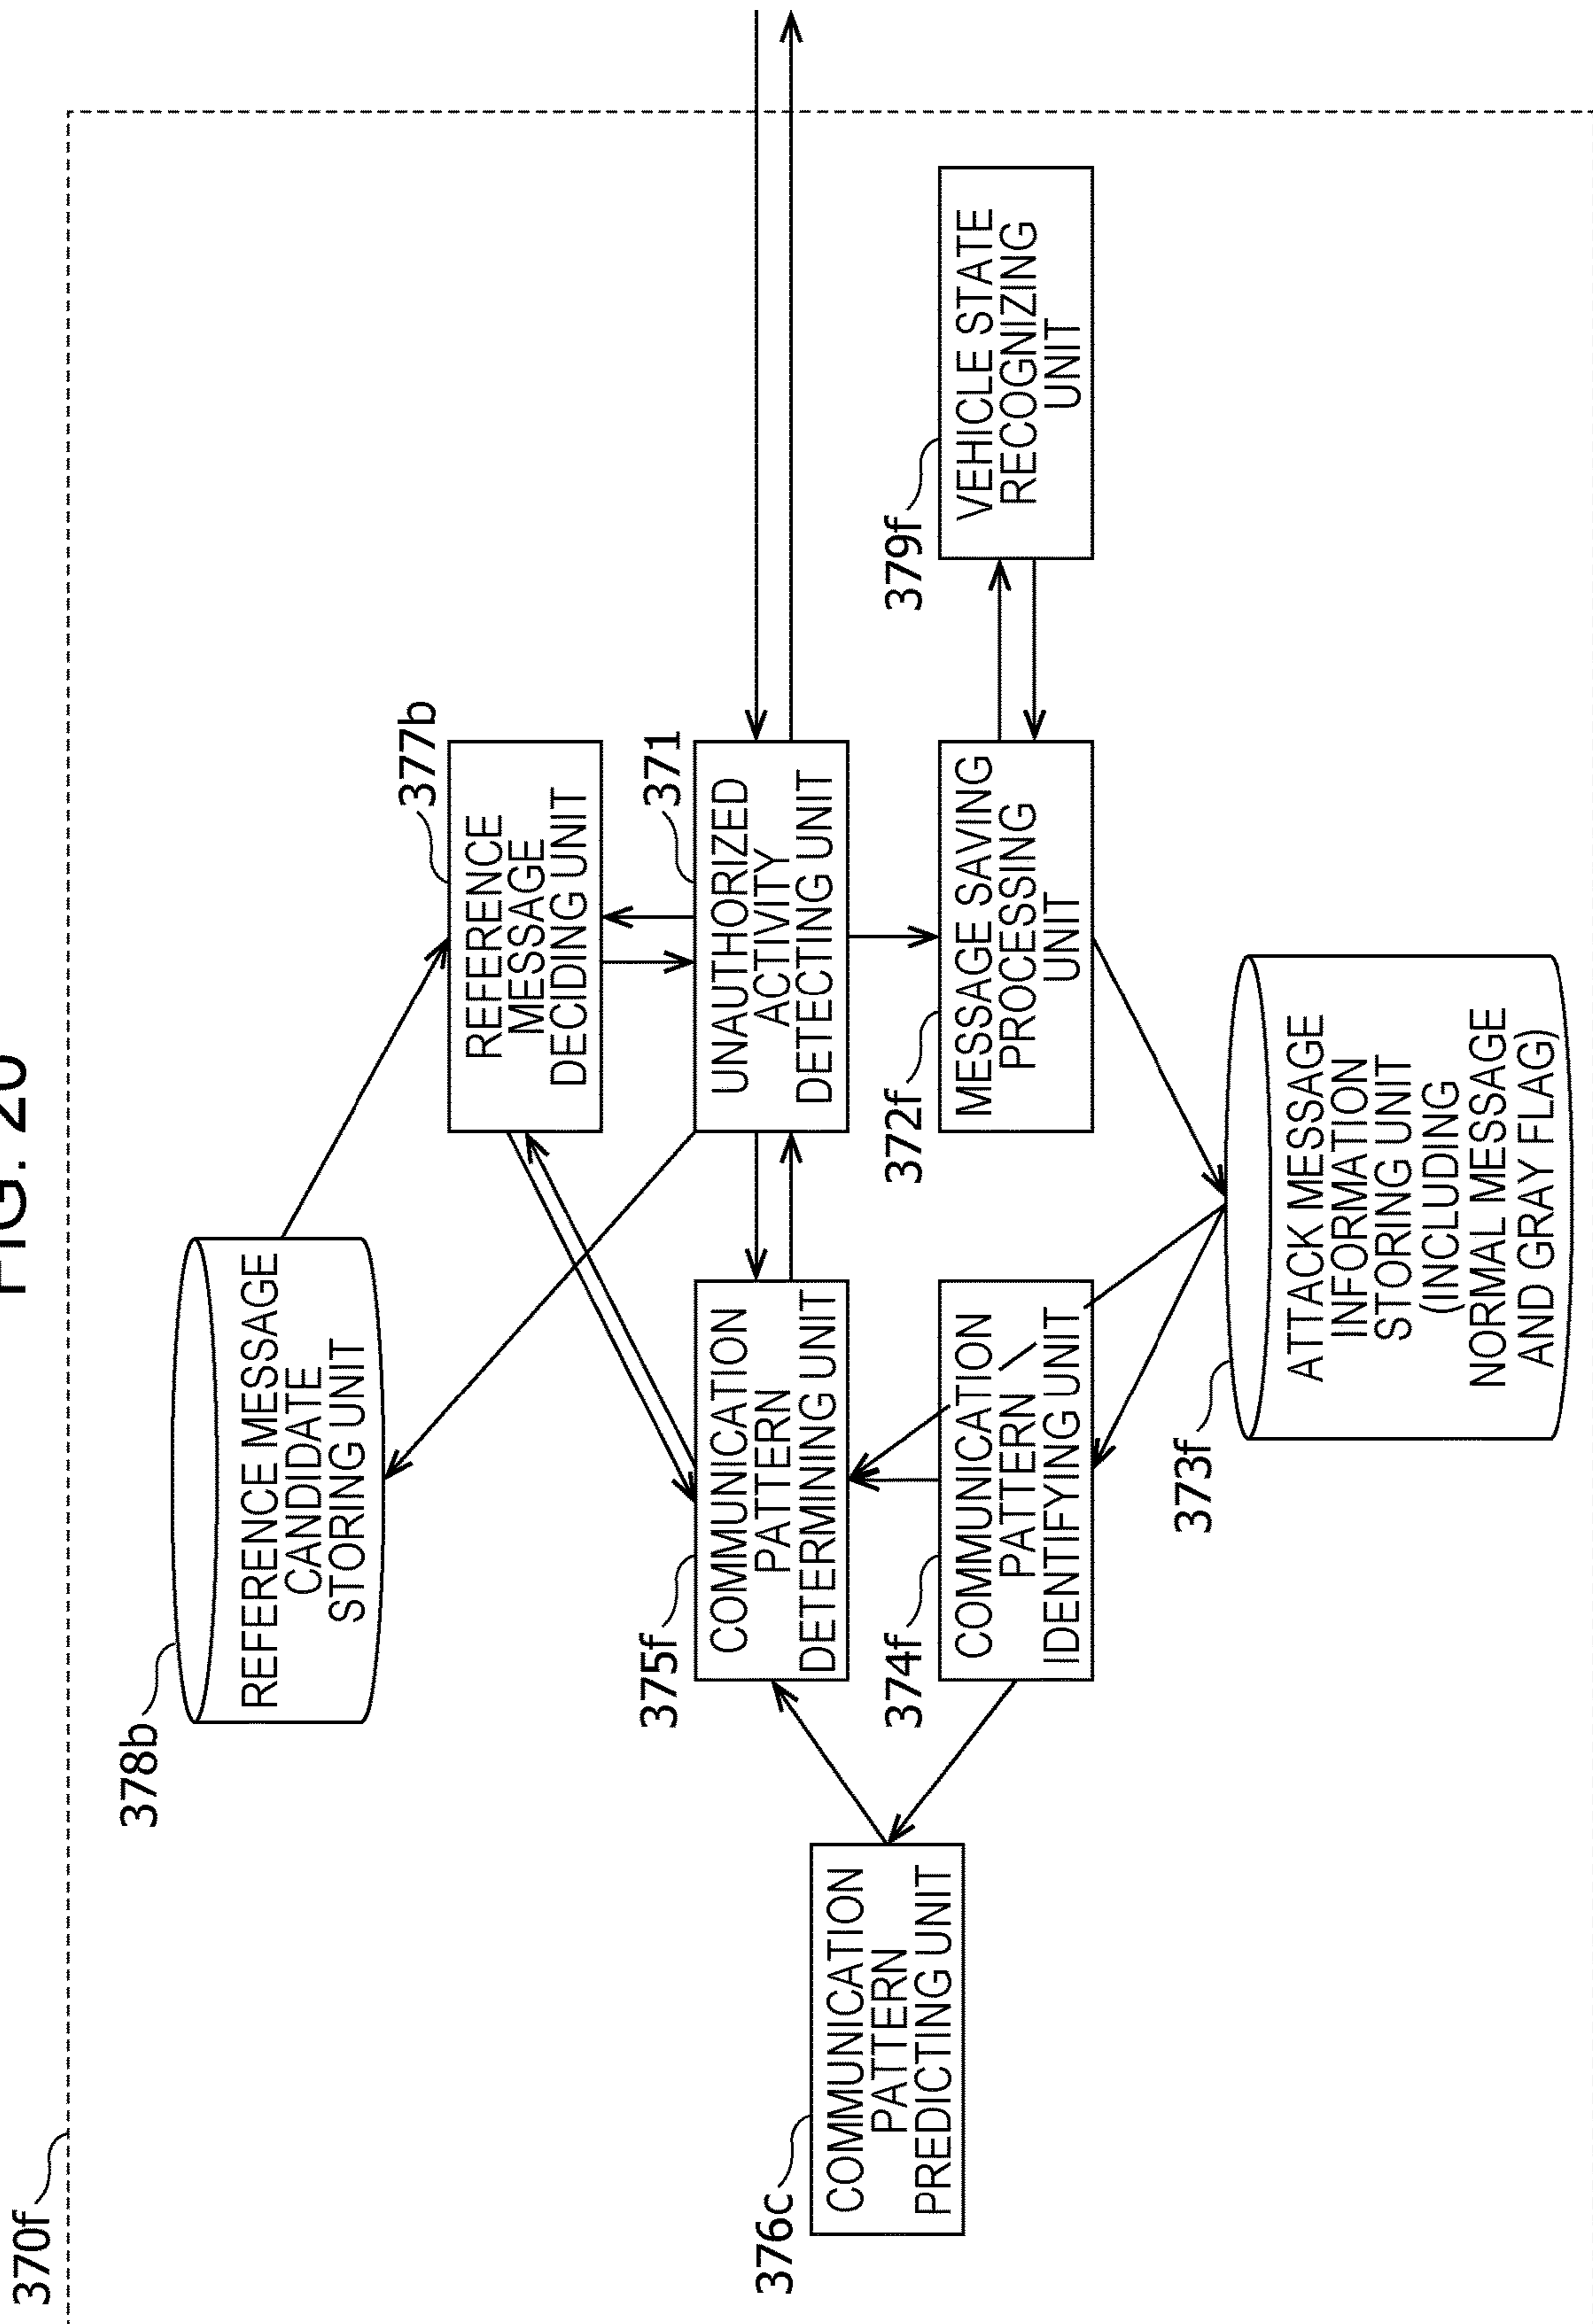 FIG.
370f
378b
REFERENCE MESSAGE
CANDIDATE
STORING UNIT
377b
REFERENCE
MESSAGE
DECIDING UNIT
375f
COMMUNICATION
PATTERN
DETERMINING UNIT
371
UNAUTHORIZED
ACTIVITY
DETECTING UNIT
376c
COMMUNICATION
PATTERN
PREDICTING UNIT
374f
COMMUNICATION
PATTERN
IDENTIFYING UNIT
372f
MESSAGE SAVING
PROCESSING
UNIT
379f
VEHICLE STATE
RECOGNIZING
UNIT
373f
ATTACK MESSAGE
INFORMATION
STORING UNIT
(INCLUDING
NORMAL MESSAGE
AND GRAY FLAG)